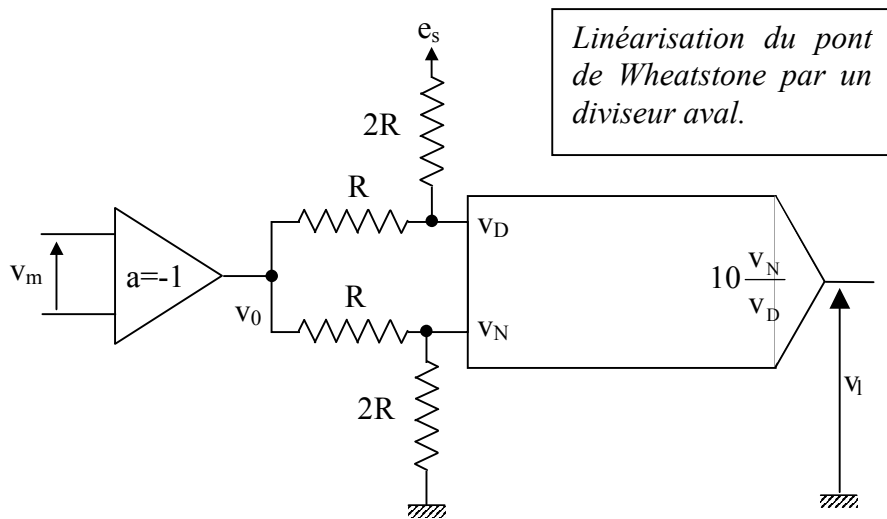 e_s
Linéarisation du pont
de Wheatstone par un
diviseur aval.
2R
R
v_D
v_m
a=-1
10 v_N/v_D
v_0
R
v_N
2R
v_l